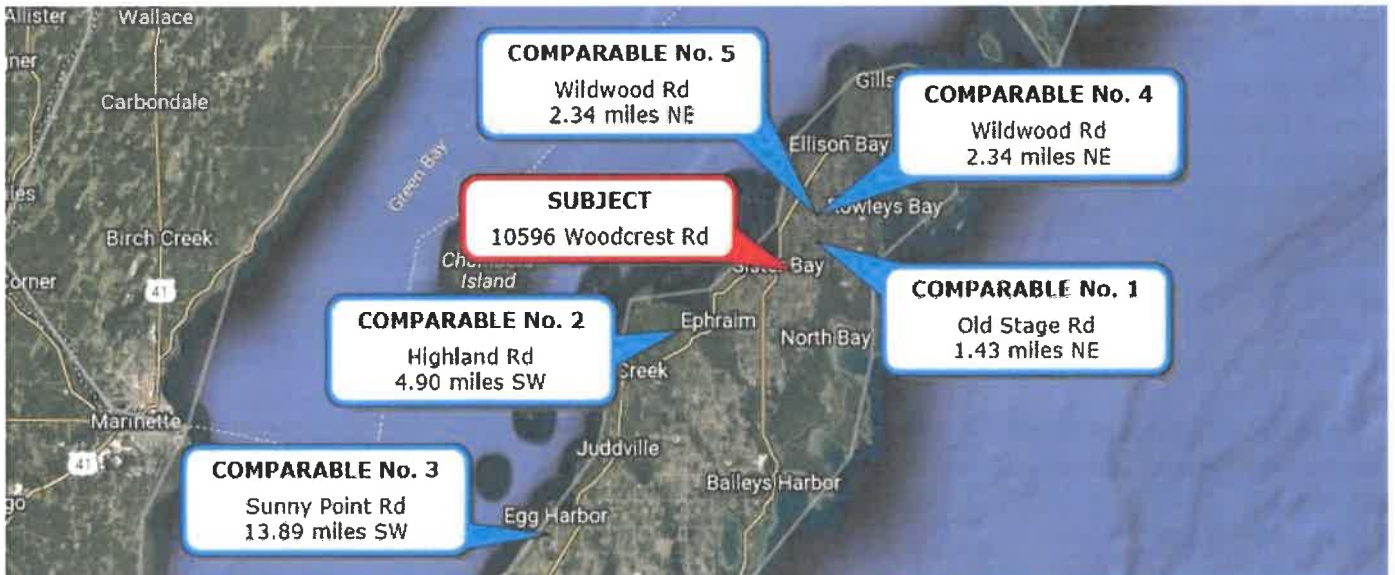 Allister
Wallace
Carbondale
Birch Creek
41
Marinette
41
Green Bay
Island
COMPARABLE No. 5
Wildwood Rd
2.34 miles NE
Gills
COMPARABLE No. 4
Wildwood Rd
2.34 miles NE
Ellison Bay
Rowleys Bay
SUBJECT
10596 Woodcrest Rd
Sister Bay
COMPARABLE No. 1
Old Stage Rd
1.43 miles NE
COMPARABLE No. 2
Highland Rd
4.90 miles SW
Ephraim
North Bay
Creek
Juddville
Baileys Harbor
COMPARABLE No. 3
Sunny Point Rd
13.89 miles SW
Egg Harbor